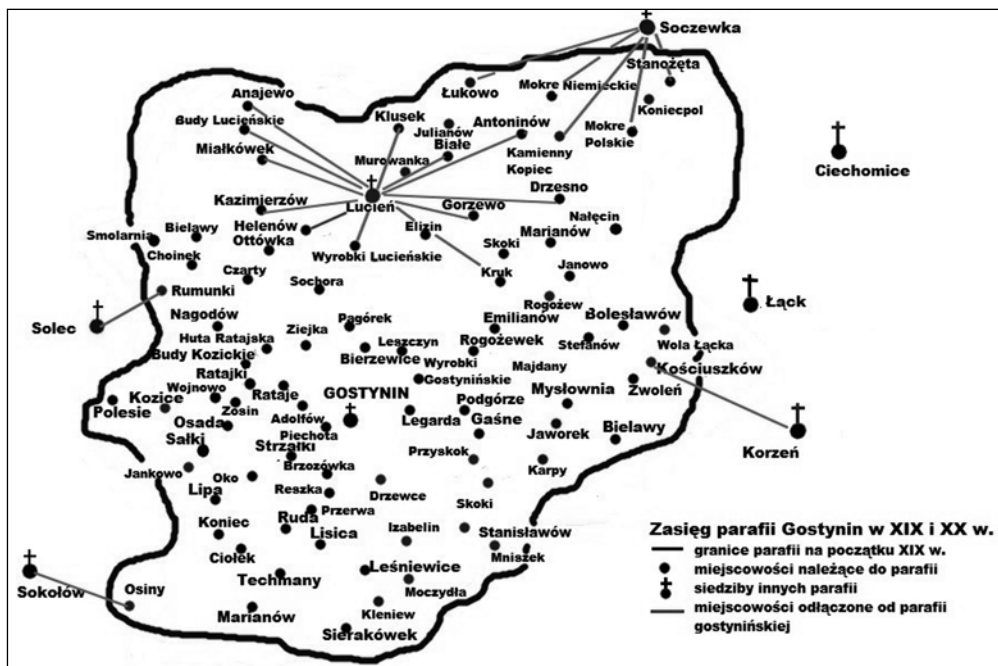 Soczewka
Stanożęta
Anajewo
Łukowo
Mokre Niemieckie
Koniecpol
Budy Lucieńskie
Klusek
Julianów
Antoninów
Mokre
Polskie
Miałkówek
Białe
Kamienny
Kopiec
Murowanka
Ciechomice
Drzesno
Kazimierzów
Lucień
Gorzewo
Nałęcin
Helenów
Elizin
Marianów
Smolarnia
Bielawy
Ottówka
Wyrobki Lucieńskie
Skoki
Choinek
Czarty
Kruk
Janowo
Rumunki
Sochora
Rogożew
Łąck
Solec
Nagodów
Pagórek
Emilianów
Bolesławów
Huta Ratajska
Ziejka
Leszczyn
Stefanów
Wola Łącka
Budy Kozickie
Bierzewice
Wyrobki
Rogożewek
Majdany
Kościuszków
Ratajki
Gostynińskie
Wojnowo
Rataje
GOSTYNIN
Mysłownia
Zwoleń
Kozice
Polesie
Zosin
Adolfów
Legarda
Podgórze
Osada
Piechota
Gaśne
Jaworek
Bielawy
Sałki
Strzałki
Przyskok
Korzeń
Jankowo
Brzozówka
Karpy
Oko
Reszka
Drzewce
Skoki
Lipa
Przerwa
Koniec
Ruda
Izabelin
Stanisławów
Lisica
Mniszek
Ciołek
Sokołów
Osiny
Techmany
Leśniewice
Moczydła
Marianów
Kleniew
Sierakówek
Zasięg parafii Gostynin w XIX i XX w.
granice parafii na początku XIX w.
miejscowości należące do parafii
siedziby innych parafii
miejscowości odłączone od parafii
gostynińskiej